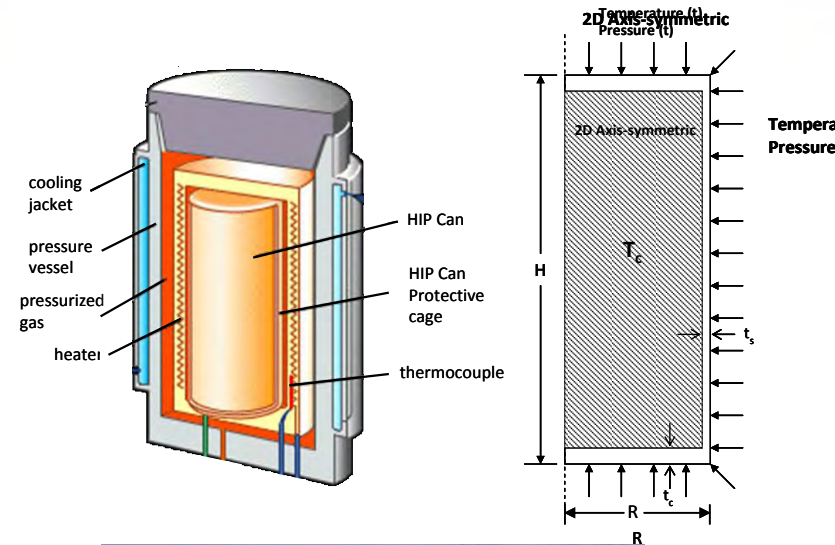 cooling
jacket
pressure
vessel
pressurized
gas
heater
HIP Can
HIP Can
Protective
cage
thermocouple
Temperature (t)
2D Axis-symmetric
Pressure (t)
2D Axis-symmetric
Tc
H
ts
tc
R
R
Tempera
Pressure